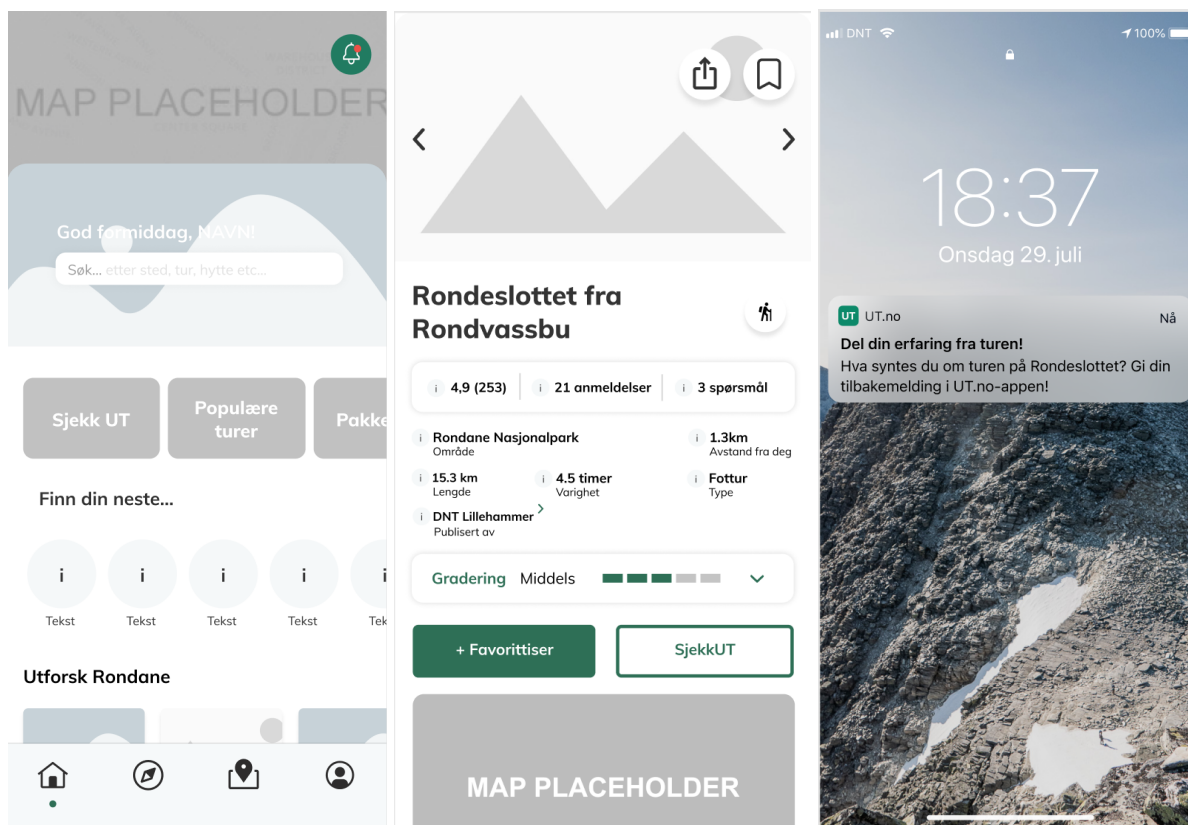 MAP PLACEHOLDER
God formiddag, NAVN!
Søk... etter sted, tur, hytte etc...
Sjekk UT
Populære
turer
Pakke
Finn din neste...
i
i
i
i
i
Tekst
Tekst
Tekst
Tekst
Tek
Utforsk Rondane
Rondeslottet fra
Rondvassbu
i 4,9 (253) i 21 anmeldelser i 3 spørsmål
i Rondane Nasjonalpark
Område
i 1.3km
Avstand fra deg
i 15.3 km
Lengde
i 4.5 timer
Varighet
i Fottur
Type
i DNT Lillehammer
Publisert av
Gradering Middels
+ Favorittiser
SjekkUT
MAP PLACEHOLDER
DNT
100%
18:37
Onsdag 29. juli
UT UT.no
Nå
Del din erfaring fra turen!
Hva syntes du om turen på Rondeslottet? Gi din
tilbakemelding i UT.no-appen!